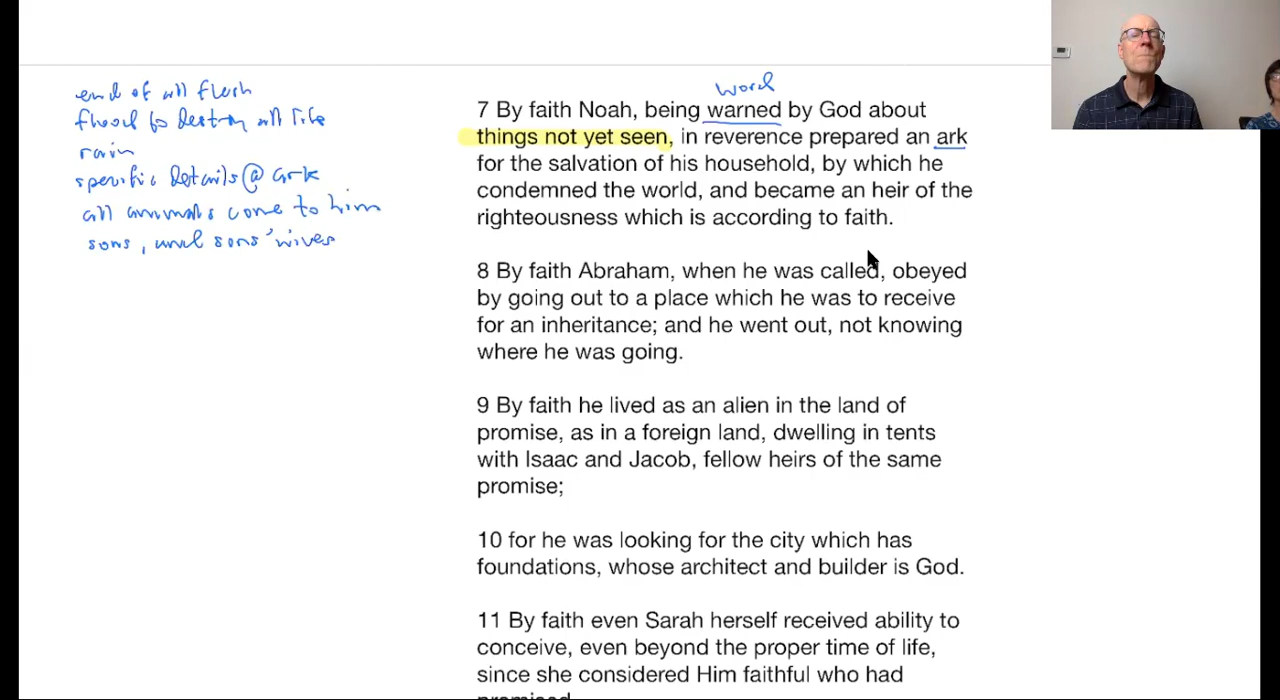 end of all flesh
flood to destroy all life
rain
specific details @ ark
all animals come to him
sons, and sons' wives
word
7 By faith Noah, being warned by God about
things not yet seen, in reverence prepared an ark
for the salvation of his household, by which he
condemned the world, and became an heir of the
righteousness which is according to faith.
8 By faith Abraham, when he was called, obeyed
by going out to a place which he was to receive
for an inheritance; and he went out, not knowing
where he was going.
9 By faith he lived as an alien in the land of
promise, as in a foreign land, dwelling in tents
with Isaac and Jacob, fellow heirs of the same
promise;
10 for he was looking for the city which has
foundations, whose architect and builder is God.
11 By faith even Sarah herself received ability to
conceive, even beyond the proper time of life,
since she considered Him faithful who had
promised